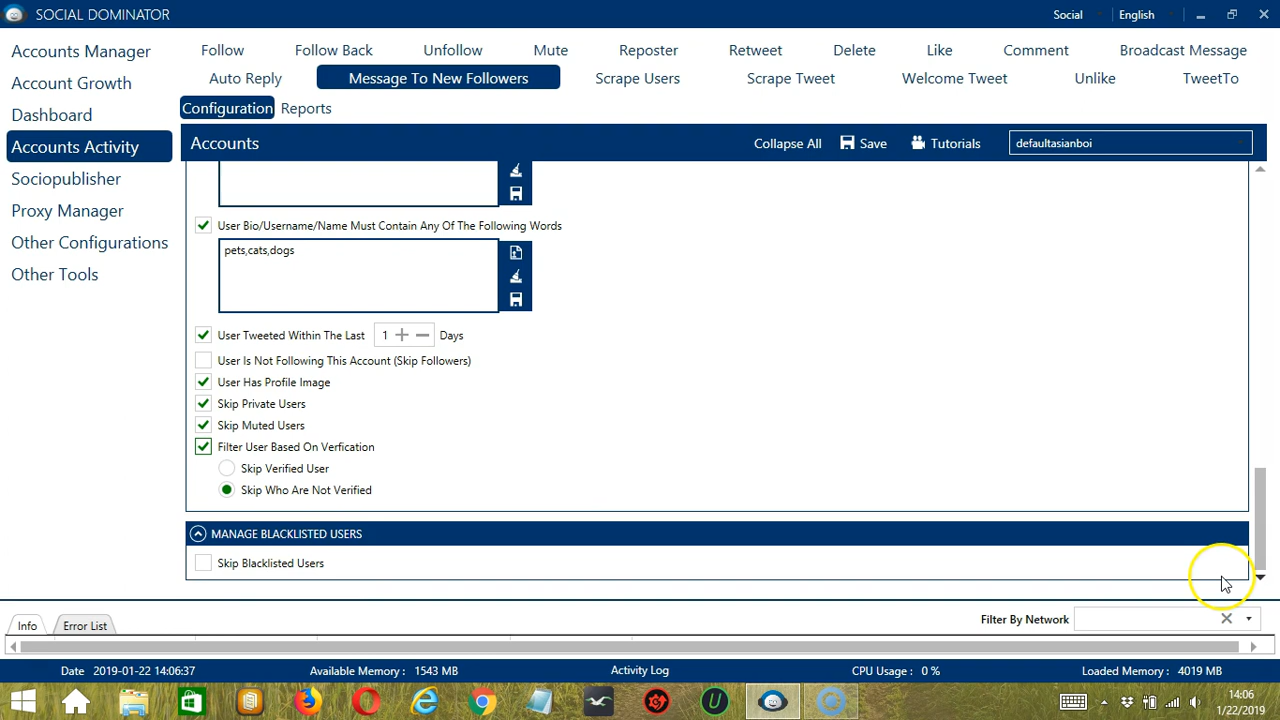 SOCIAL DOMINATOR
Social
English
Accounts Manager
Account Growth
Dashboard
Accounts Activity
Sociopublisher
Proxy Manager
Other Configurations
Other Tools
Follow
Follow Back
Unfollow
Mute
Reposter
Retweet
Delete
Like
Comment
Broadcast Message
Auto Reply
Message To New Followers
Scrape Users
Scrape Tweet
Welcome Tweet
Unlike
TweetTo
Configuration
Reports
Accounts
Collapse All
Save
Tutorials
defaultasianboi
User Bio/Username/Name Must Contain Any Of The Following Words
pets,cats,dogs
User Tweeted Within The Last 1 Days
User Is Not Following This Account (Skip Followers)
User Has Profile Image
Skip Private Users
Skip Muted Users
Filter User Based On Verfication
Skip Verified User
Skip Who Are Not Verified
MANAGE BLACKLISTED USERS
Skip Blacklisted Users
Info
Error List
Filter By Network
Date 2019-01-22 14:06:37
Available Memory : 1543 MB
Activity Log
CPU Usage : 0 %
Loaded Memory : 4019 MB
14:06
1/22/2019